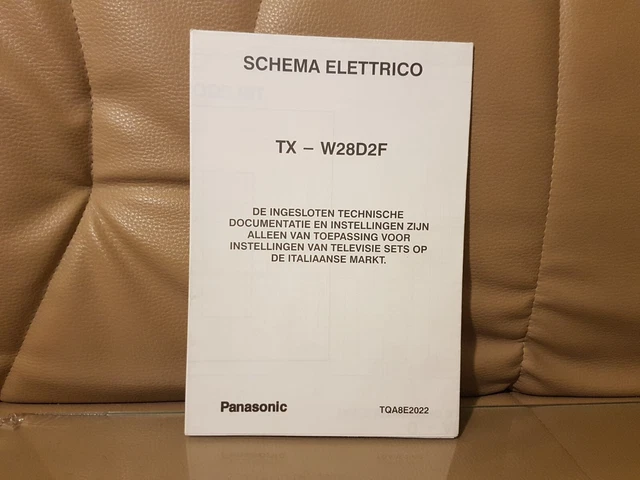 SCHEMA ELETTRICO
TX – W28D2F
DE INGESLOTEN TECHNISCHE
DOCUMENTATIE EN INSTELLINGEN ZIJN
ALLEEN VAN TOEPASSING VOOR
INSTELLINGEN VAN TELEVISIE SETS OP
DE ITALIAANSE MARKT.
Panasonic
TQA8E2022